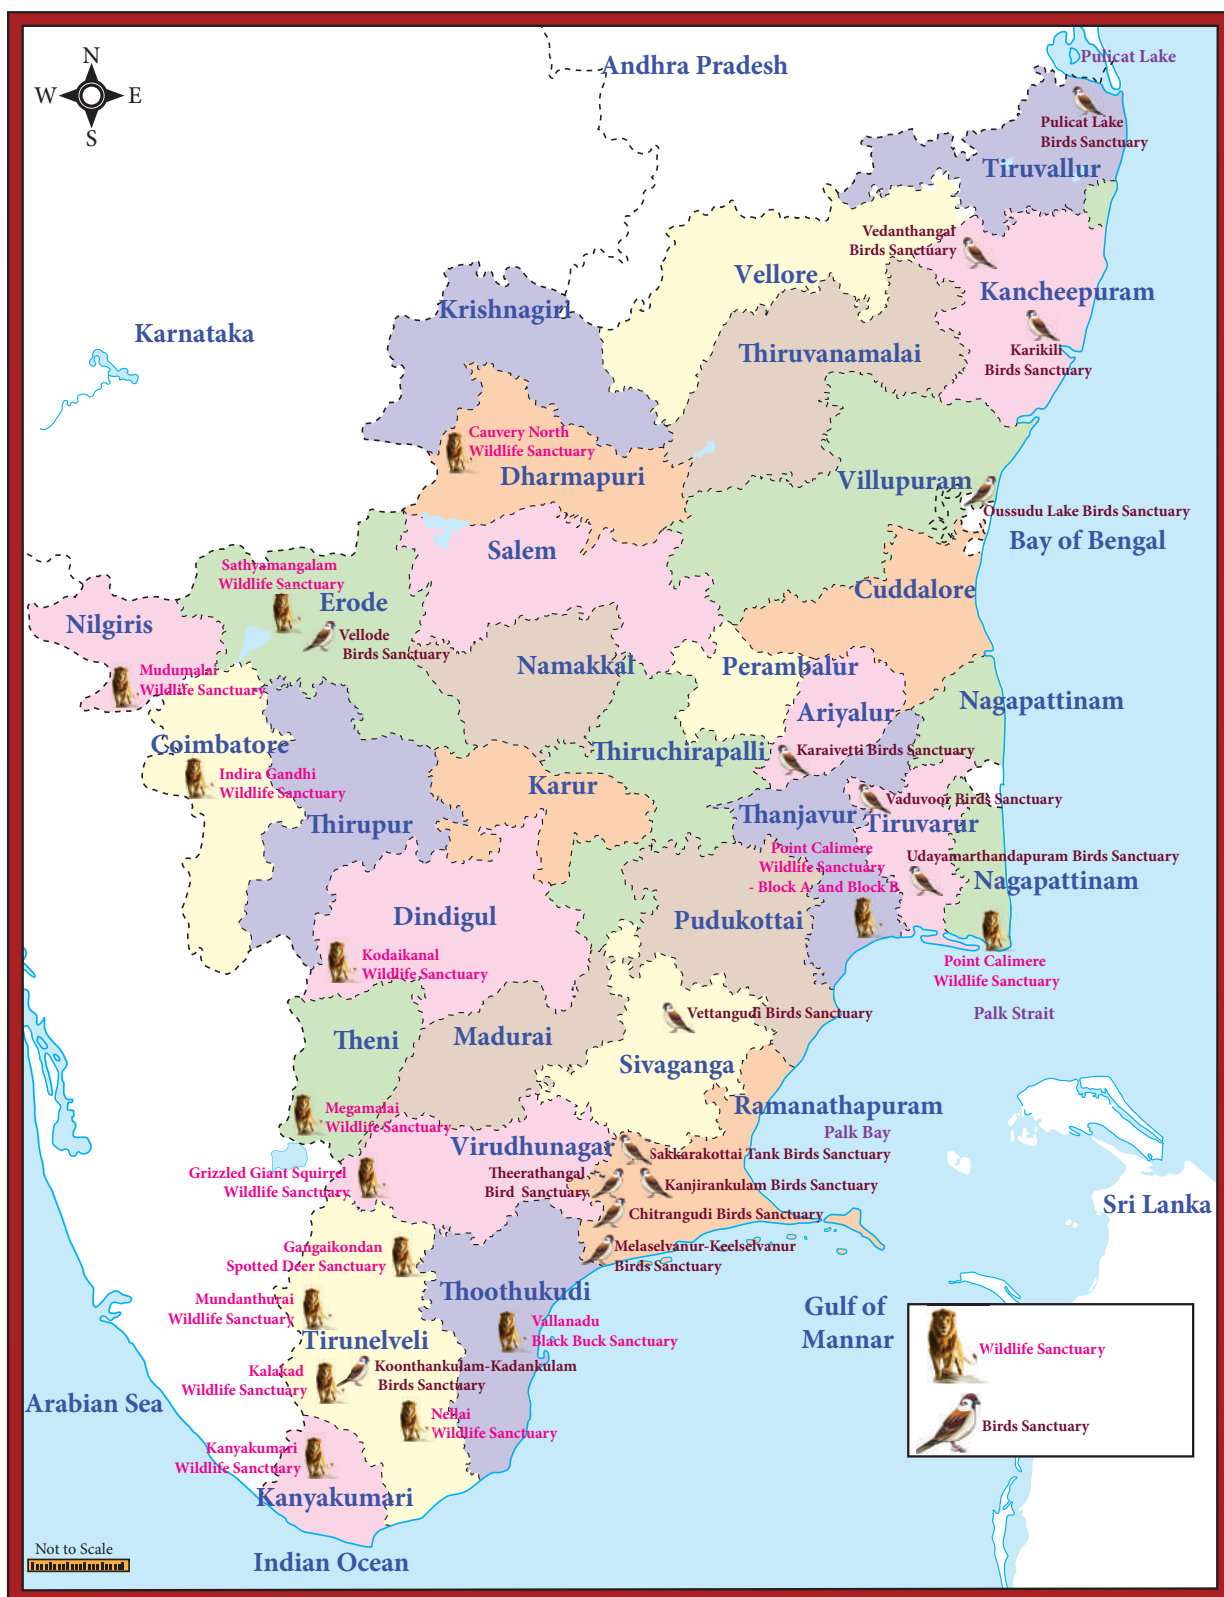 N
W
E
S
Andhra Pradesh
Pulicat Lake
Pulicat Lake
Birds Sanctuary
Tiruvallur
Vedanthangal
Birds Sanctuary
Vellore
Kancheepuram
Krishnagiri
Karnataka
Thiruvanamalai
Karikili
Birds Sanctuary
Cauvery North
Wildlife Sanctuary
Dharmapuri
Villupuram
Oussudu Lake Birds Sanctuary
Bay of Bengal
Salem
Sathyamangalam
Wildlife Sanctuary
Erode
Cuddalore
Nilgiris
Vellode
Birds Sanctuary
Namakkal
Perambalur
Mudumalai
Wildlife Sanctuary
Nagapattinam
Ariyalur
Coimbatore
Thiruchirapalli
Karaivetti Birds Sanctuary
Indira Gandhi
Wildlife Sanctuary
Karur
Vaduvoor Birds Sanctuary
Thirupur
Thanjavur
Tiruvarur
Point Calimere
Wildlife Sanctuary
- Block A and Block B
Udayamarthandapuram Birds Sanctuary
Nagapattinam
Dindigul
Pudukottai
Kodaikanal
Wildlife Sanctuary
Point Calimere
Wildlife Sanctuary
Vettangudi Birds Sanctuary
Palk Strait
Theni
Madurai
Sivaganga
Megamalai
Wildlife Sanctuary
Ramanathapuram
Palk Bay
Virudhunagar
Sakkarakottai Tank Birds Sanctuary
Grizzled Giant Squirrel
Wildlife Sanctuary
Theerathangal
Bird Sanctuary
Kanjirankulam Birds Sanctuary
Sri Lanka
Chitrangudi Birds Sanctuary
Gangaikondan
Spotted Deer Sanctuary
Melaselvanur-Keelselvanur
Birds Sanctuary
Thoothukudi
Mundanthurai
Wildlife Sanctuary
Gulf of
Mannar
Vallanadu
Black Buck Sanctuary
Tirunelveli
Wildlife Sanctuary
Kalakad
Wildlife Sanctuary
Koonthankulam-Kadankulam
Birds Sanctuary
Arabian Sea
Nellai
Wildlife Sanctuary
Birds Sanctuary
Kanyakumari
Wildlife Sanctuary
Kanyakumari
Not to Scale
Indian Ocean